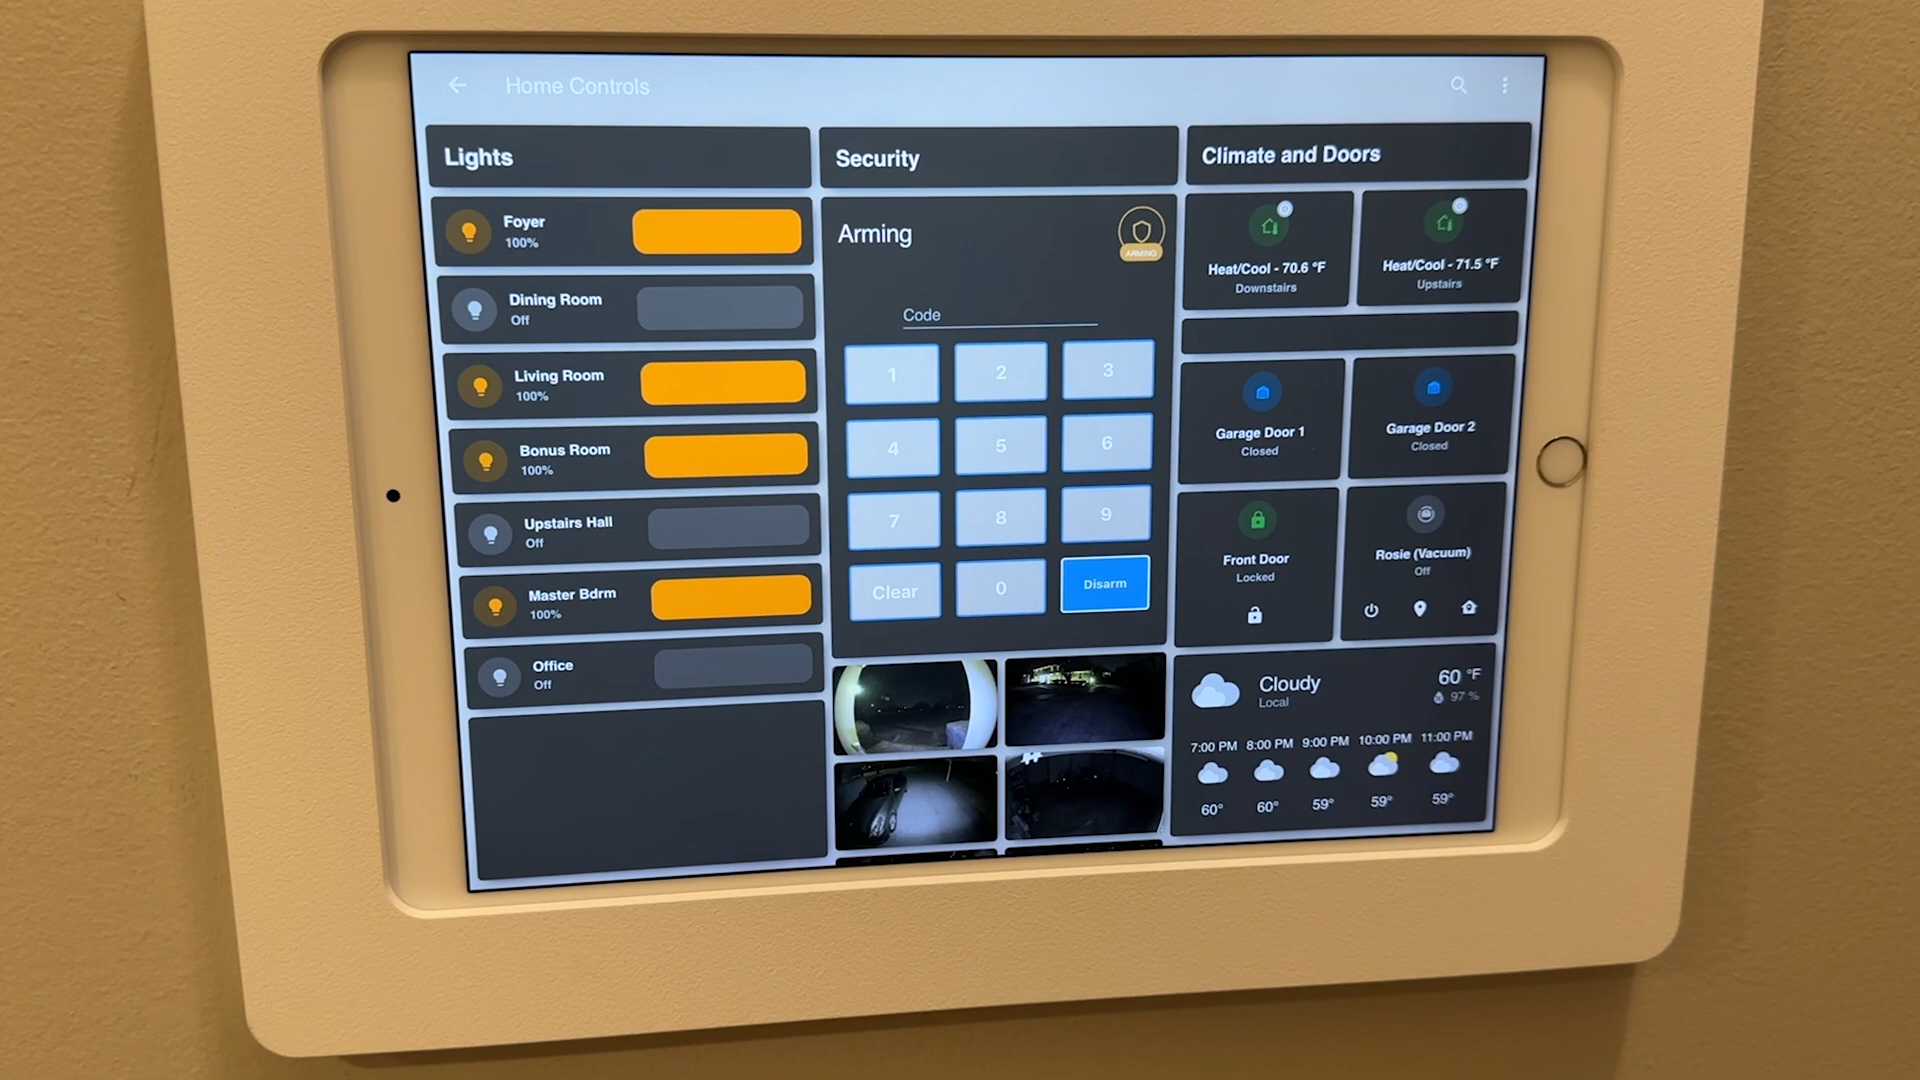 Home Controls
Lights
Foyer
100%
Dining Room
Off
Living Room
100%
Bonus Room
100%
Upstairs Hall
Off
Master Bdrm
100%
Office
Off
Security
Arming
ARMING
Code
1 2 3
4 5 6
7 8 9
Clear 0 Disarm
Climate and Doors
Heat/Cool - 70.6 °F
Downstairs
Heat/Cool - 71.5 °F
Upstairs
Garage Door 1
Closed
Garage Door 2
Closed
Front Door
Locked
Rosie (Vacuum)
Off
Cloudy
Local
60 °F
97 %
7:00 PM 8:00 PM 9:00 PM 10:00 PM 11:00 PM
60° 60° 59° 59° 59°